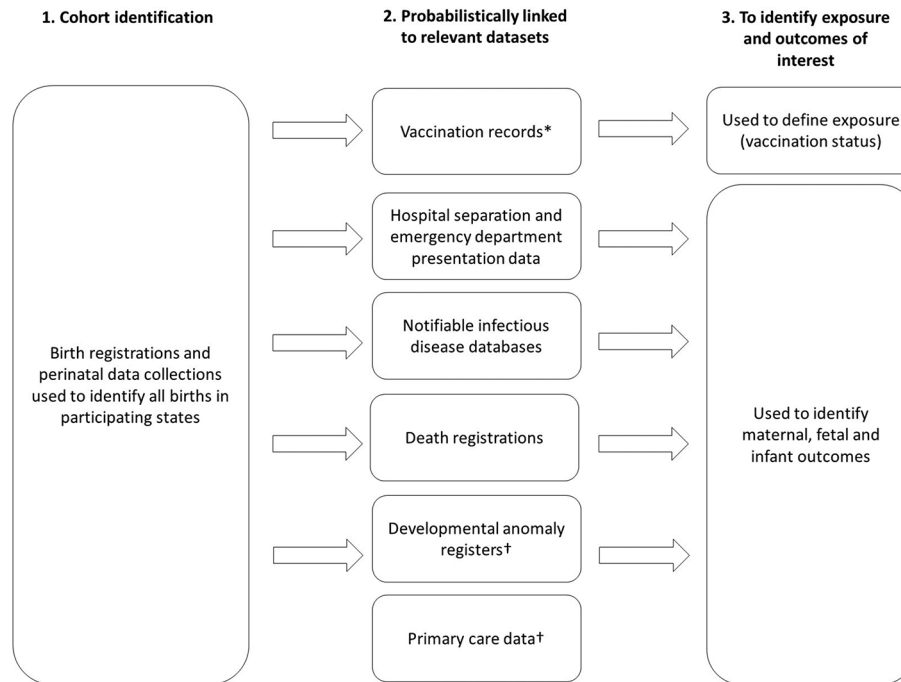 1. Cohort identification
2. Probabilistically linked
to relevant datasets
3. To identify exposure
and outcomes of
interest
Birth registrations and
perinatal data collections
used to identify all births in
participating states
Vaccination records*
Hospital separation and
emergency department
presentation data
Notifiable infectious
disease databases
Death registrations
Developmental anomaly
registers†
Primary care data†
Used to define exposure
(vaccination status)
Used to identify
maternal, fetal and
infant outcomes